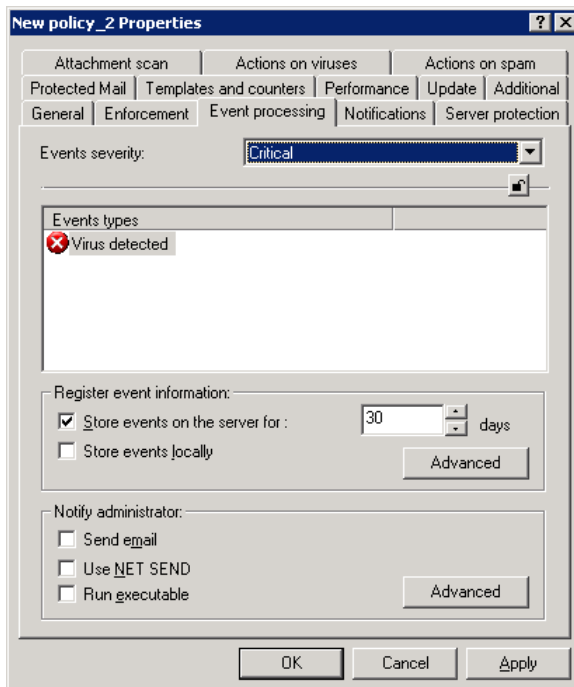 New policy_2 Properties
Attachment scan Actions on viruses Actions on spam
Protected Mail Templates and counters Performance Update Additional
General Enforcement Event processing Notifications Server protection
Events severity: Critical
Events types
Virus detected
Register event information:
Store events on the server for : 30 days
Store events locally
Advanced
Notify administrator:
Send email
Use NET SEND
Run executable
Advanced
OK Cancel Apply